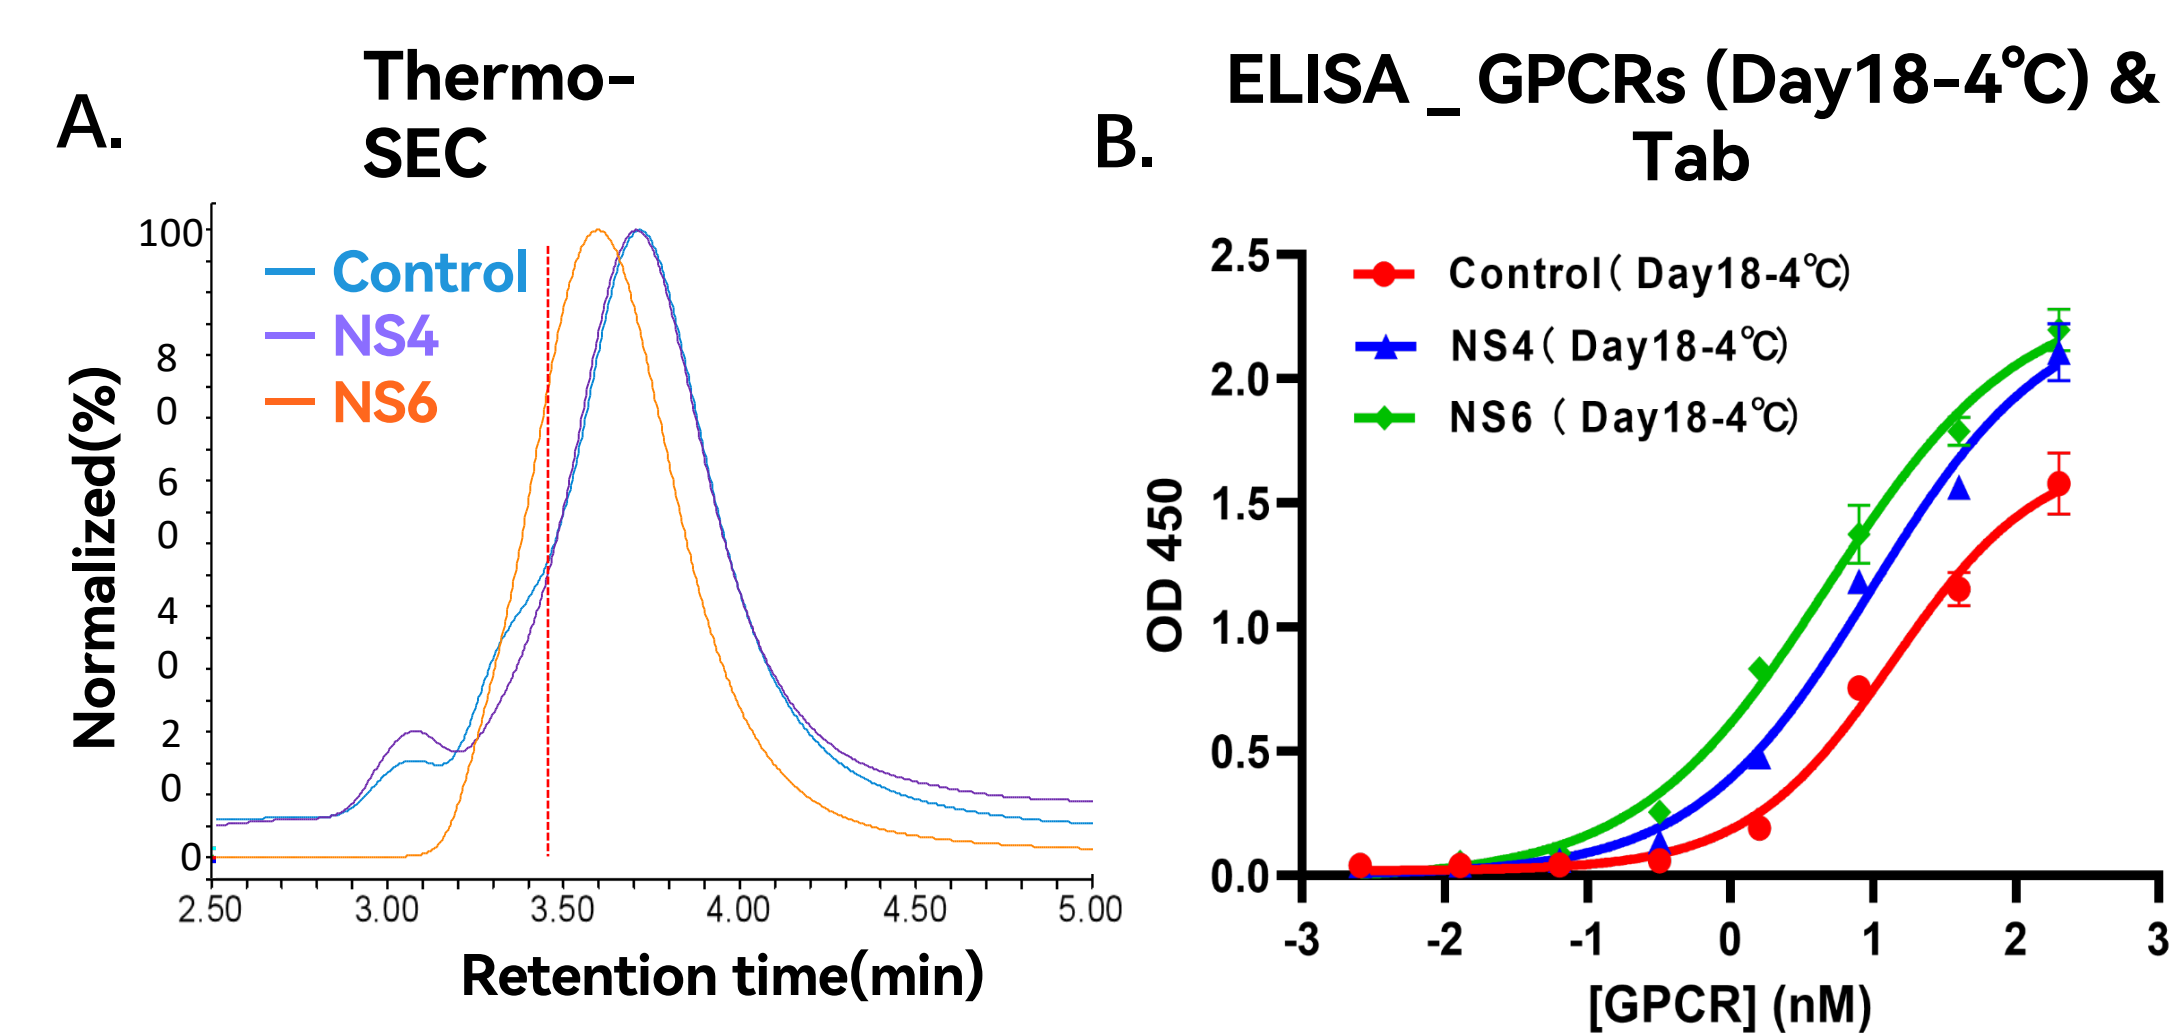 A.
Thermo-
SEC
Control
NS4
NS6
Normalized(%)
100
8
0
6
0
4
0
2
0
0
2.50 3.00 3.50 4.00 4.50 5.00
Retention time(min)
B.
ELISA _ GPCRs (Day18-4℃) &
Tab
Control( Day18-4℃)
NS4( Day18-4℃)
NS6 ( Day18-4℃)
OD 450
2.5
2.0
1.5
1.0
0.5
0.0
-3 -2 -1 0 1 2 3
[GPCR] (nM)